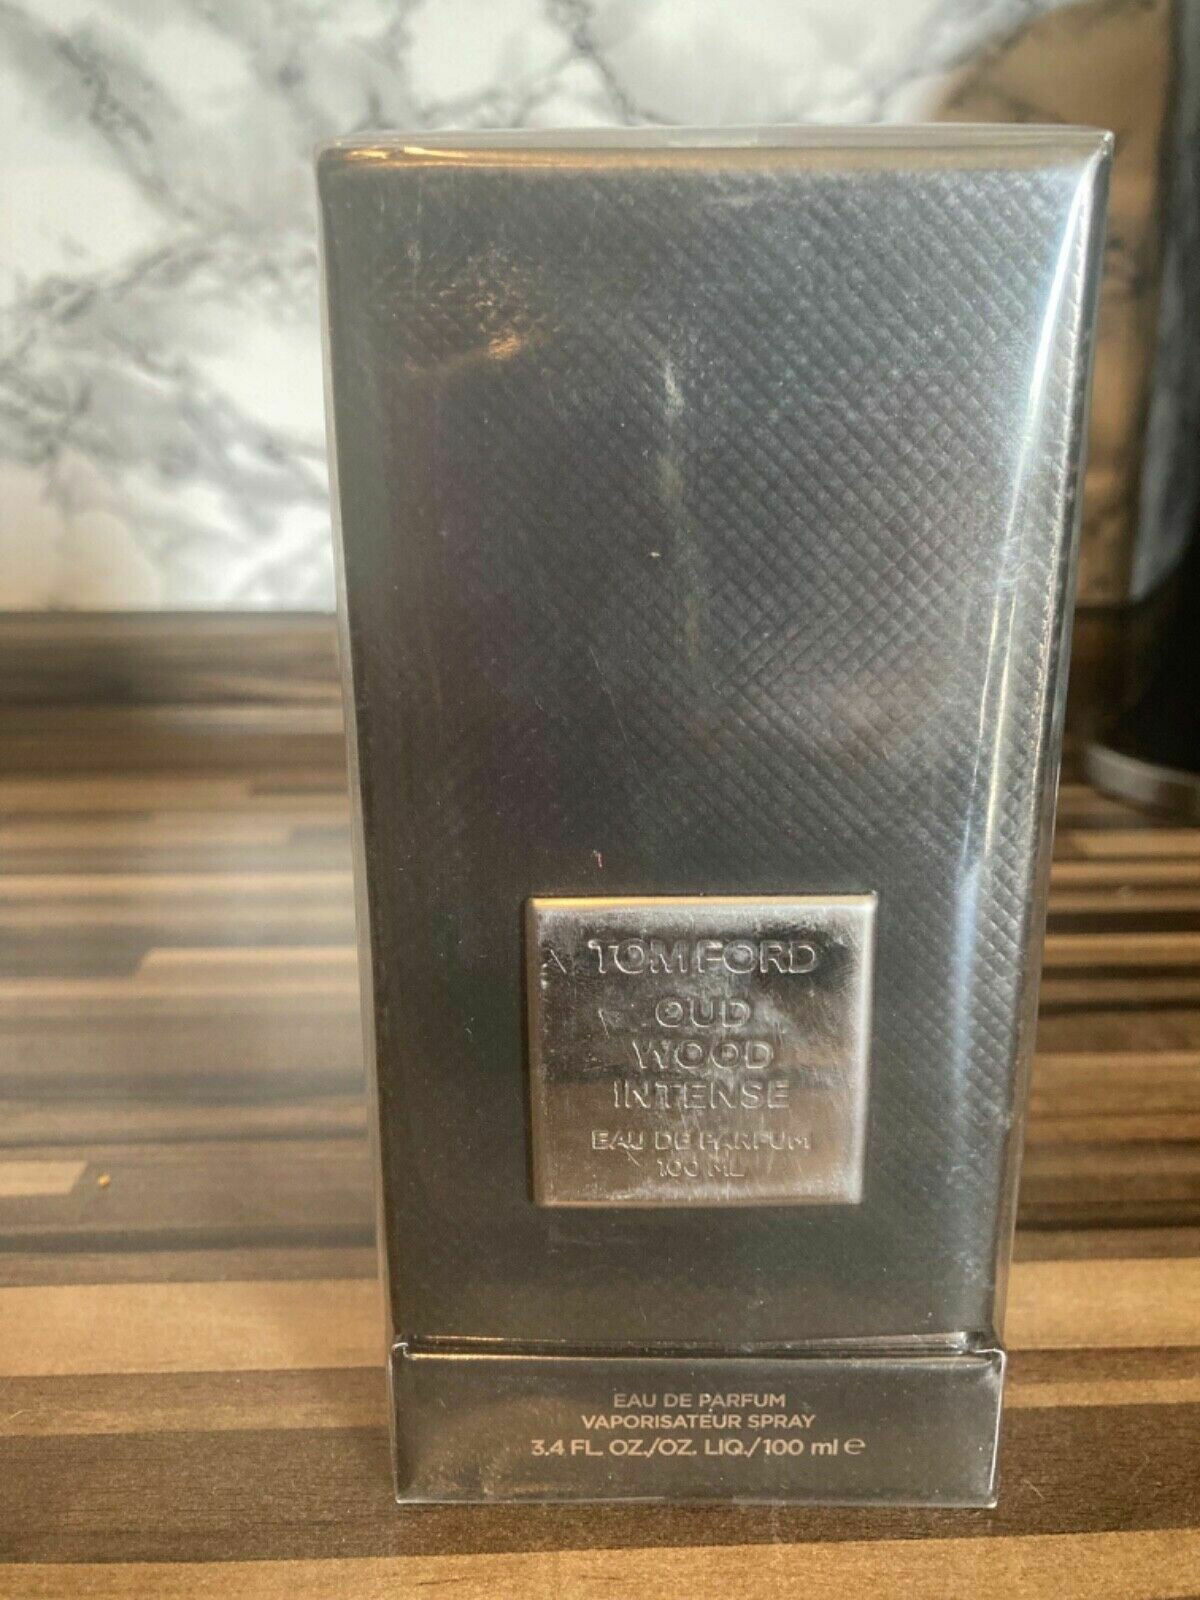 TOM FORD
OUD
WOOD
INTENSE
EAU DE PARFUM
100 ML
EAU DE PARFUM
VAPORISATEUR SPRAY
3.4 FL. OZ./OZ. LIQ./100 ml ℮